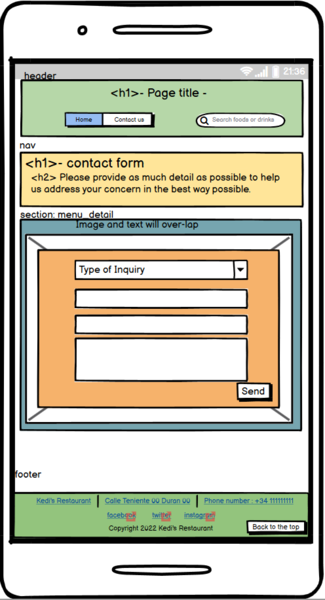 21:36
header
<h1>- Page title -
Home Contact us Search foods or drinks
nav
<h1>- contact form
<h2> Please provide as much detail as possible to help
us address your concern in the best way possible.
section: menu_detail
Image and text will over-lap
Type of Inquiry
Send
footer
Kedi's Restaurant Calle Teniente 00 Duran 00 Phone number : +34 111111111
facebook twitter instagram
Copyright 2022 Kedi's Restaurant
Back to the top